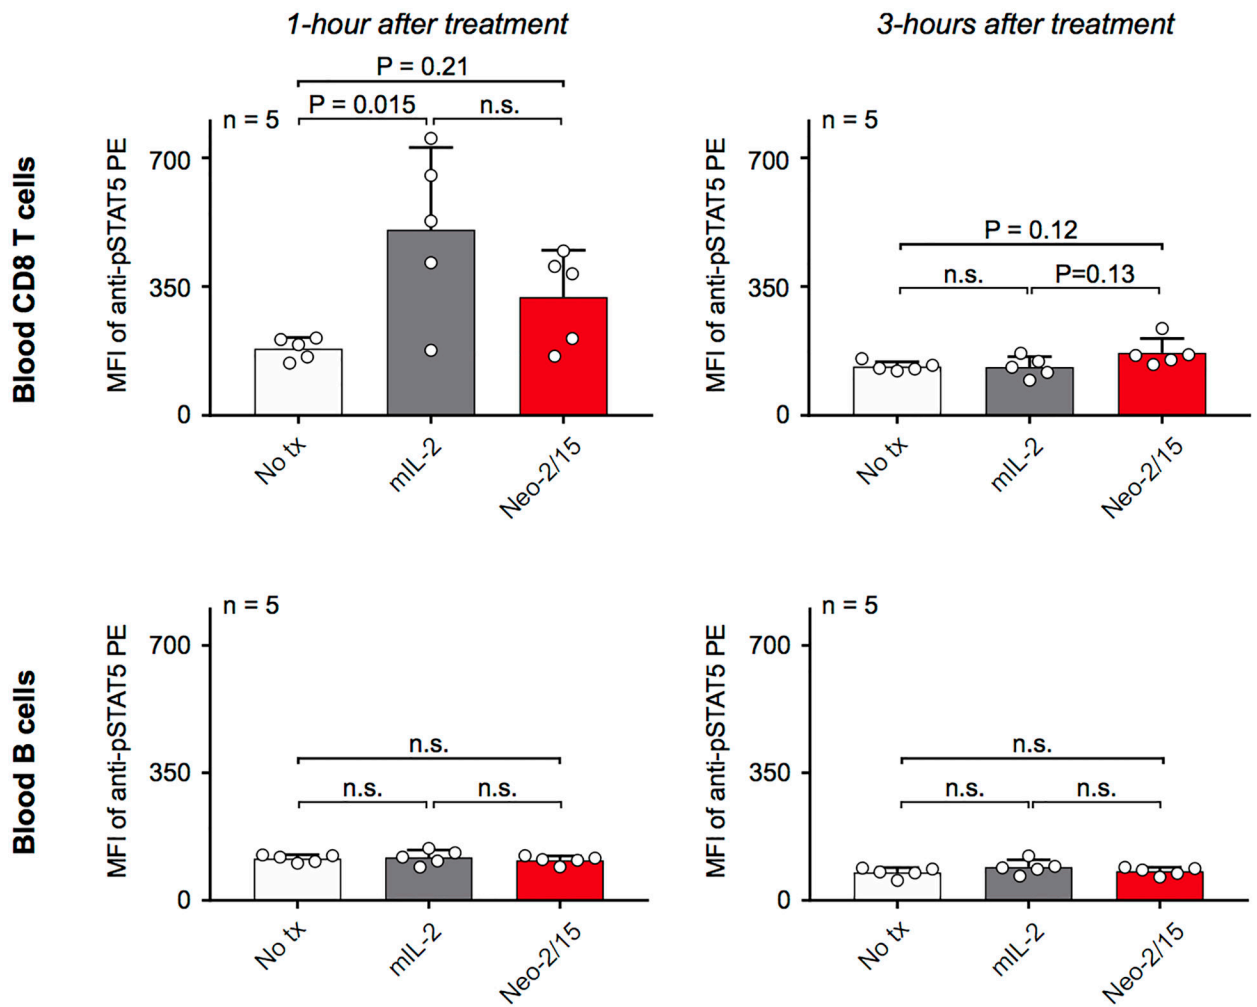 1-hour after treatment
3-hours after treatment
Blood CD8 T cells
MFI of anti-pSTAT5 PE
n = 5
P = 0.21
P = 0.015
n.s.
700
350
0
No tx
mIL-2
Neo-2/15
MFI of anti-pSTAT5 PE
n = 5
P = 0.12
n.s.
P=0.13
700
350
0
No tx
mIL-2
Neo-2/15
Blood B cells
MFI of anti-pSTAT5 PE
n = 5
n.s.
n.s.
n.s.
700
350
0
No tx
mIL-2
Neo-2/15
MFI of anti-pSTAT5 PE
n = 5
n.s.
n.s.
n.s.
700
350
0
No tx
mIL-2
Neo-2/15